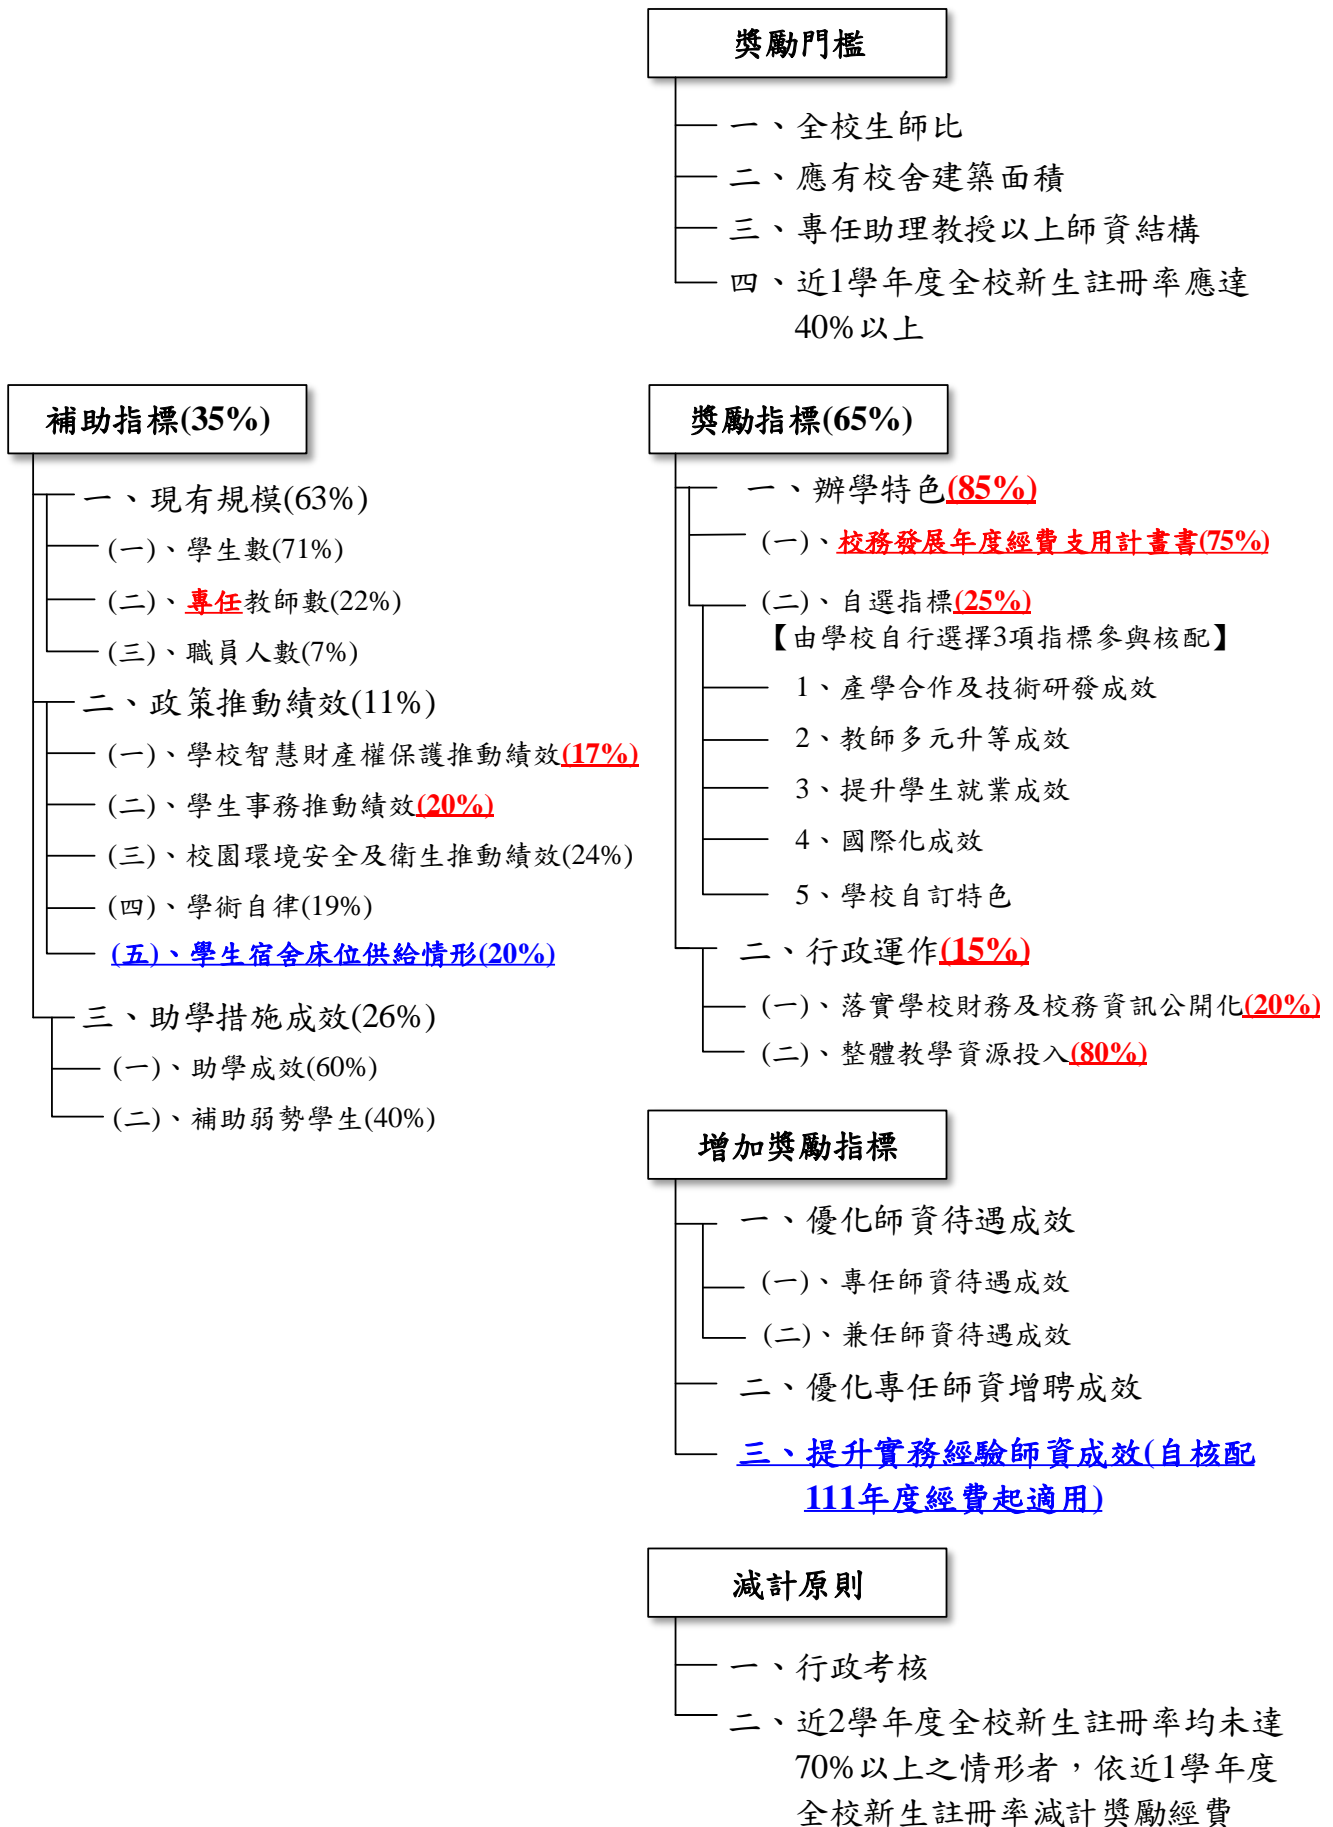 獎勵門檻
一、全校生師比
二、應有校舍建築面積
三、專任助理教授以上師資結構
四、近1學年度全校新生註冊率應達
40%以上
補助指標(35%)
一、現有規模(63%)
(一)、學生數(71%)
(二)、專任教師數(22%)
(三)、職員人數(7%)
二、政策推動績效(11%)
(一)、學校智慧財產權保護推動績效(17%)
(二)、學生事務推動績效(20%)
(三)、校園環境安全及衛生推動績效(24%)
(四)、學術自律(19%)
(五)、學生宿舍床位供給情形(20%)
三、助學措施成效(26%)
(一)、助學成效(60%)
(二)、補助弱勢學生(40%)
獎勵指標(65%)
一、辦學特色(85%)
(一)、校務發展年度經費支用計畫書(75%)
(二)、自選指標(25%)
【由學校自行選擇3項指標參與核配】
1、產學合作及技術研發成效
2、教師多元升等成效
3、提升學生就業成效
4、國際化成效
5、學校自訂特色
二、行政運作(15%)
(一)、落實學校財務及校務資訊公開化(20%)
(二)、整體教學資源投入(80%)
增加獎勵指標
一、優化師資待遇成效
(一)、專任師資待遇成效
(二)、兼任師資待遇成效
二、優化專任師資增聘成效
三、提升實務經驗師資成效(自核配
111年度經費起適用)
減計原則
一、行政考核
二、近2學年度全校新生註冊率均未達
70%以上之情形者，依近1學年度
全校新生註冊率減計獎勵經費